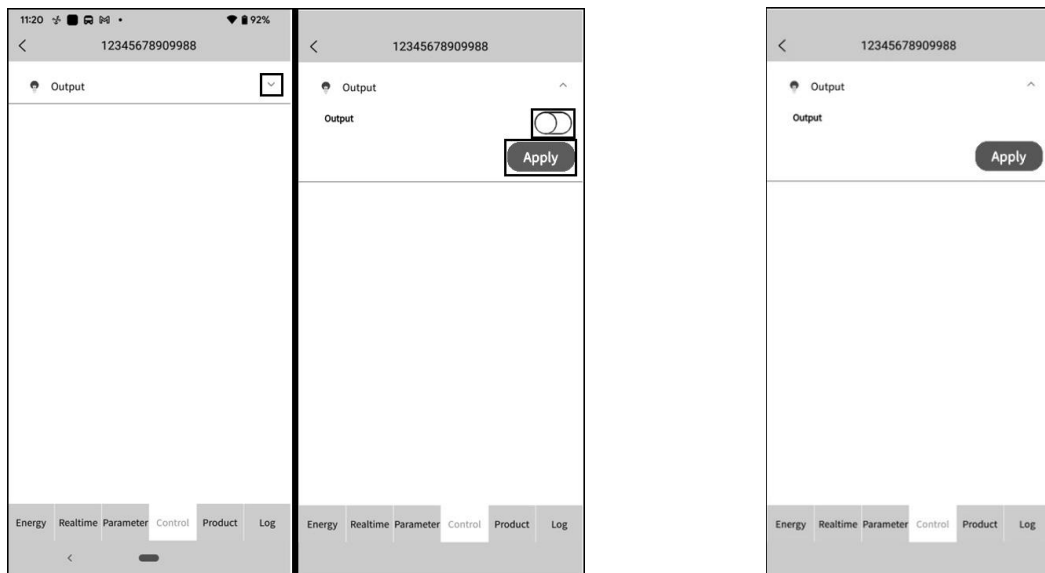 11:20 92%
12345678909988
Output
Energy Realtime Parameter Control Product Log
12345678909988
Output
Output
Apply
Energy Realtime Parameter Control Product Log
12345678909988
Output
Output
Apply
Energy Realtime Parameter Control Product Log